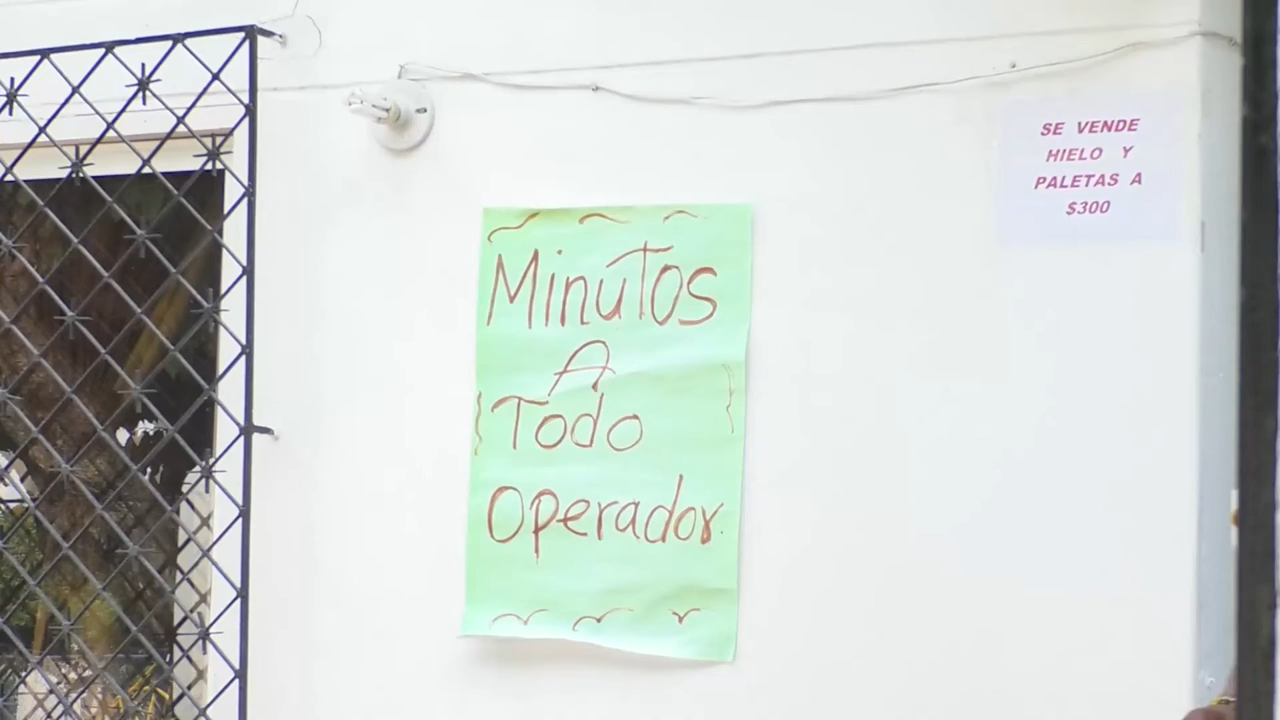 Minutos
A
Todo
Operador
SE VENDE
HIELO Y
PALETAS A
$300